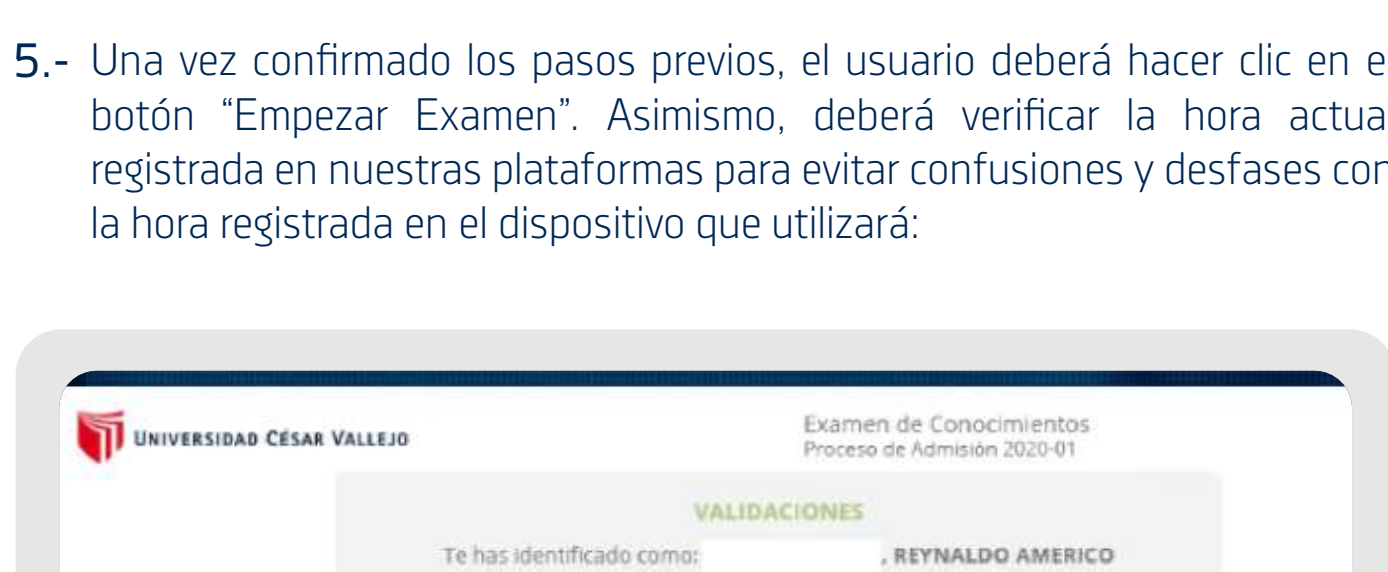 5.- Una vez confirmado los pasos previos, el usuario deberá hacer clic en e
botón “Empezar Examen”. Asimismo, deberá verificar la hora actua
registrada en nuestras plataformas para evitar confusiones y desfases con
la hora registrada en el dispositivo que utilizará:
UNIVERSIDAD CÉSAR VALLEJO
Examen de Conocimientos
Proceso de Admisión 2020-01
VALIDACIONES
Te has identificado como: , REYNALDO AMERICO